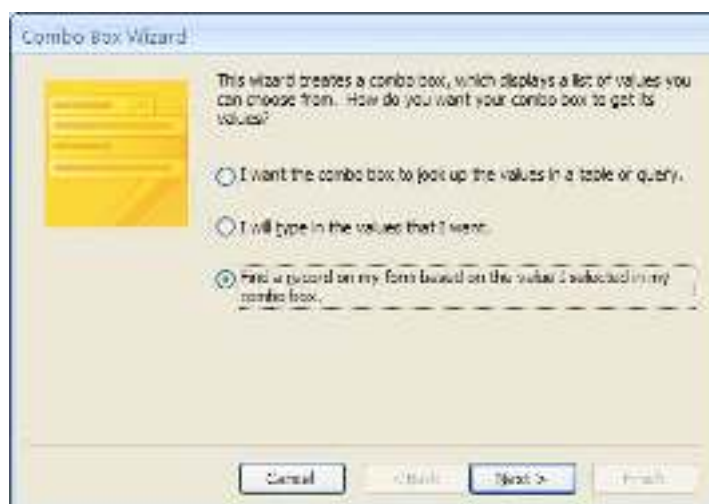 Combo Box Wizard
This wizard creates a combo box, which displays a list of values you
can choose from. How do you want your combo box to get its
values?
I want the combo box to look up the values in a table or query.
I will type in the values that I want.
Find a record on my form based on the value I selected in my
combo box.
Cancel
< Back
Next >
Finish